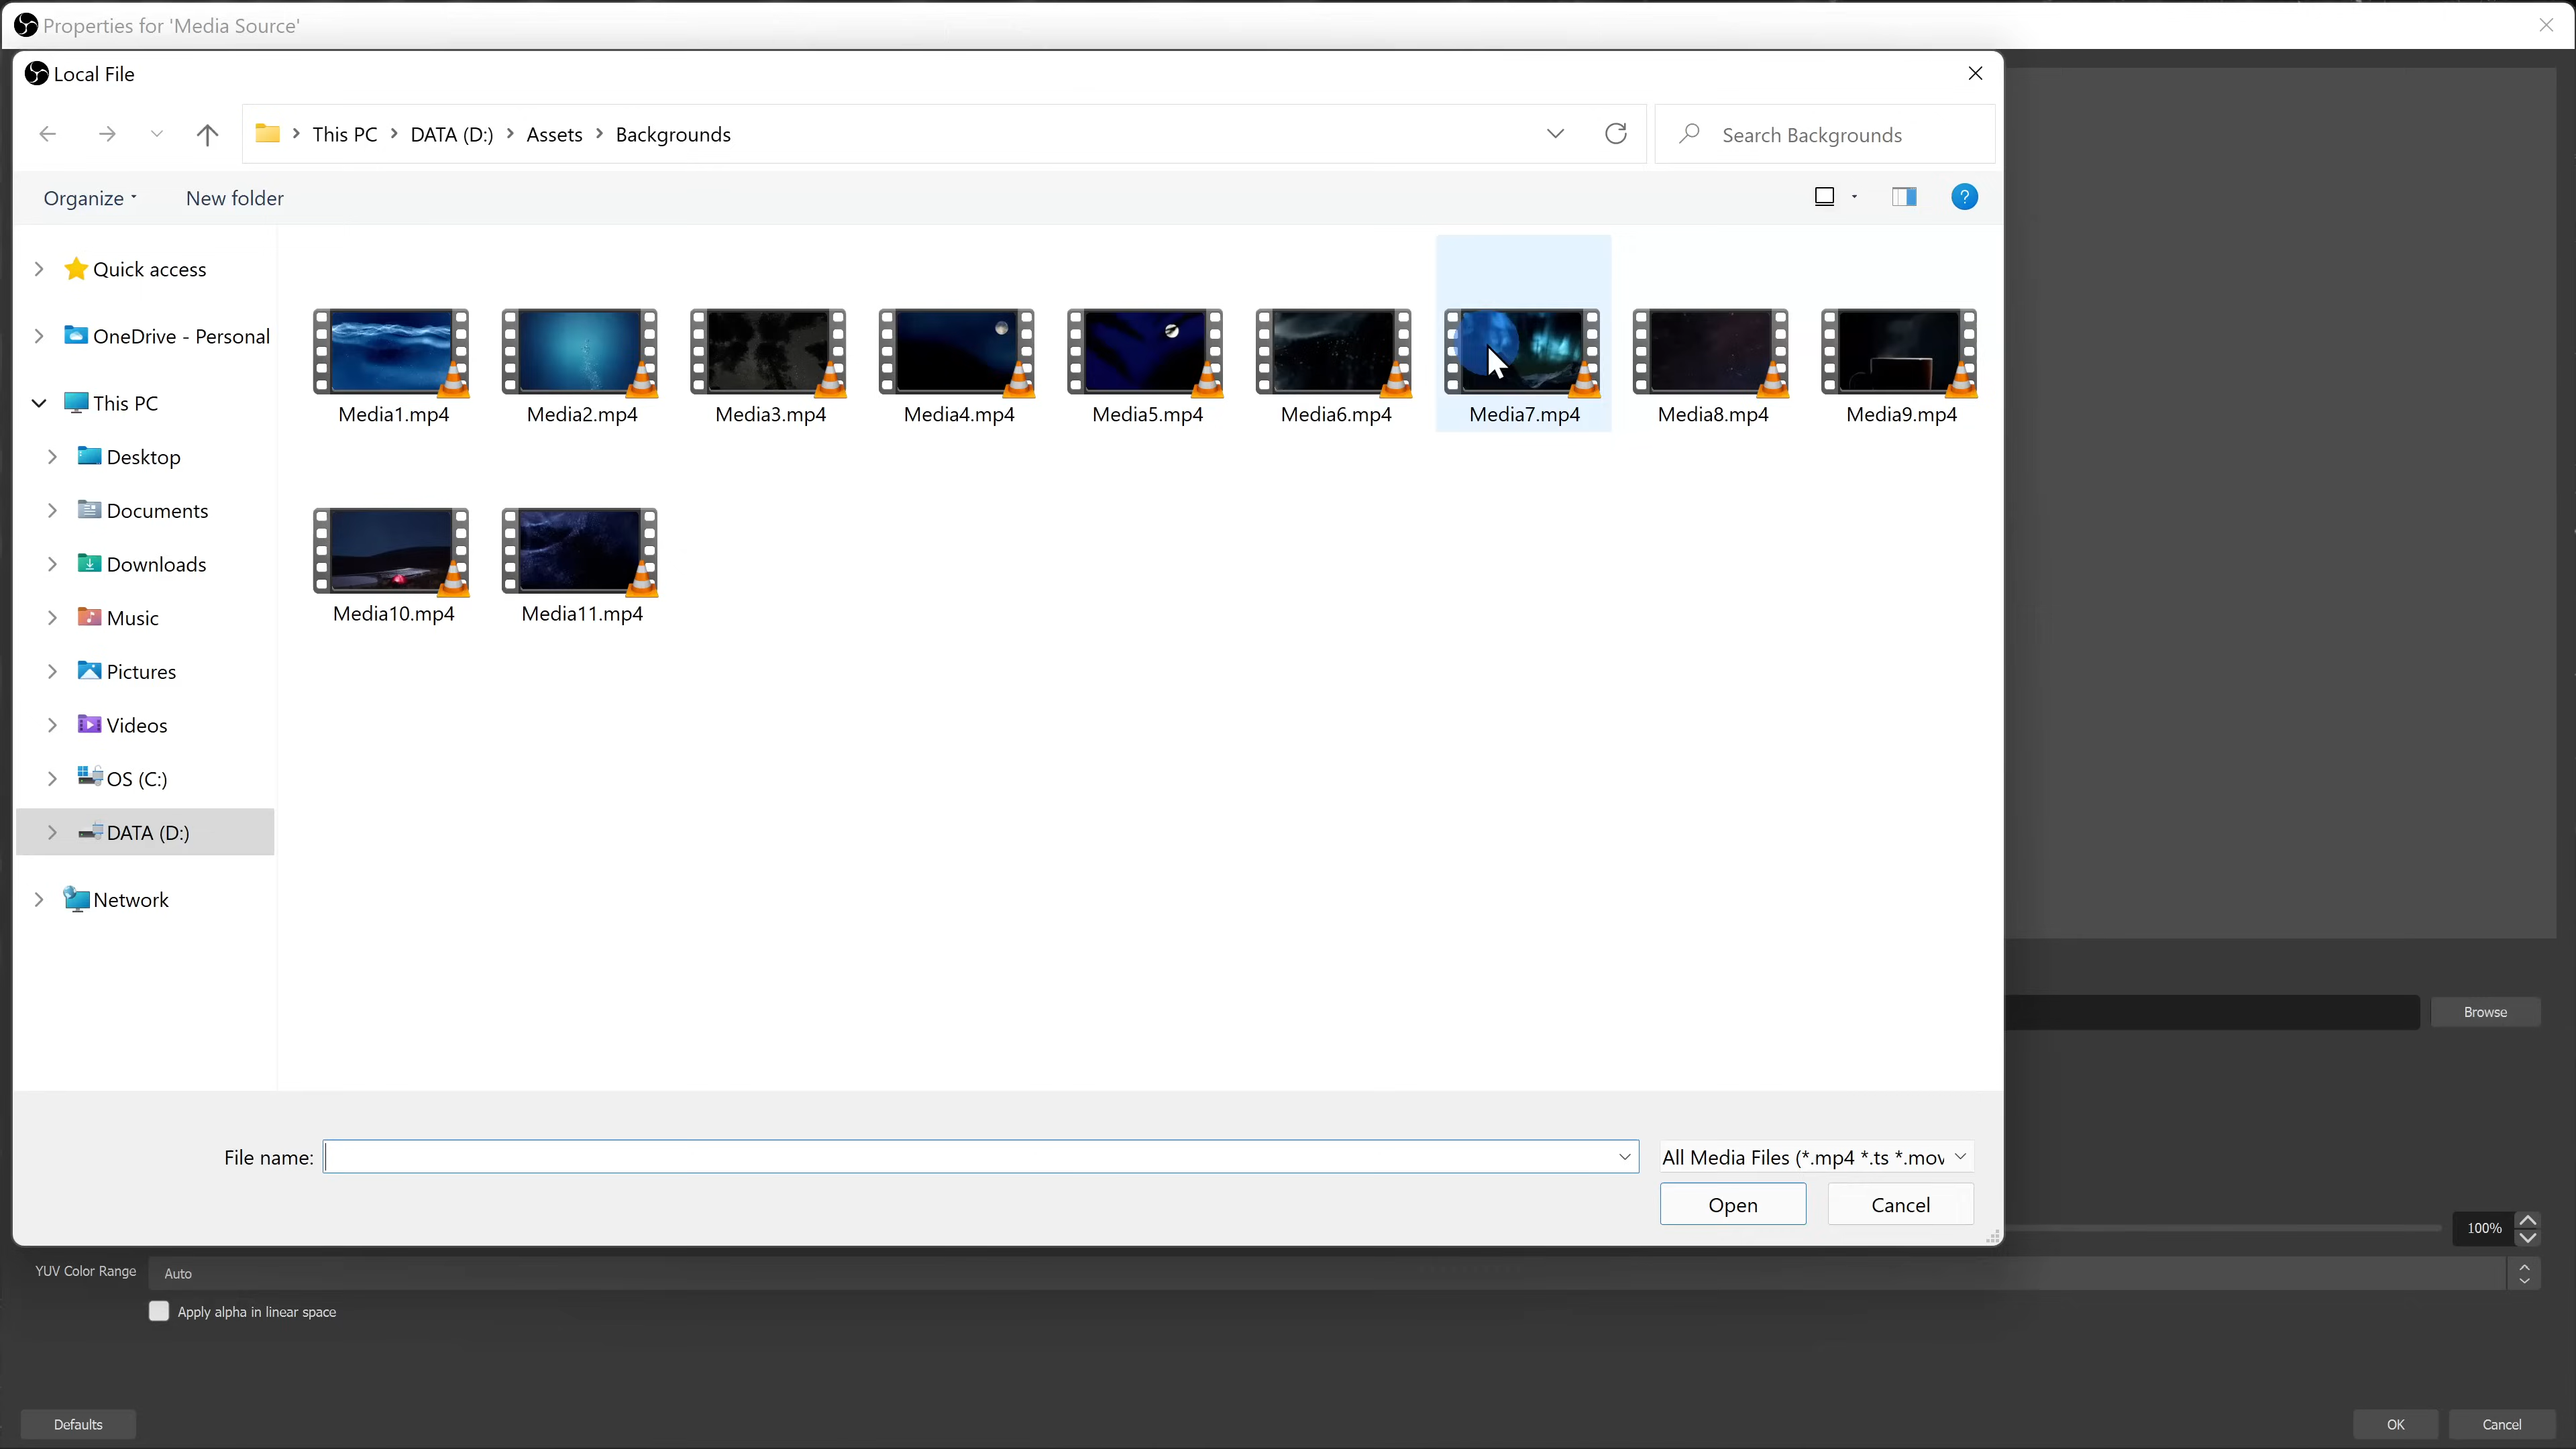 Properties for 'Media Source'
Local File
This PC
DATA (D:)
Assets
Backgrounds
Search Backgrounds
Organize
New folder
?
Quick access
OneDrive - Personal
This PC
Desktop
Documents
Downloads
Music
Pictures
Videos
OS (C:)
DATA (D:)
Network
Media1.mp4
Media2.mp4
Media3.mp4
Media4.mp4
Media5.mp4
Media6.mp4
Media7.mp4
Media8.mp4
Media9.mp4
Media10.mp4
Media11.mp4
Browse
File name:
All Media Files (*.mp4 *.ts *.mov
Open
Cancel
100%
YUV Color Range
Auto
Apply alpha in linear space
Defaults
OK
Cancel